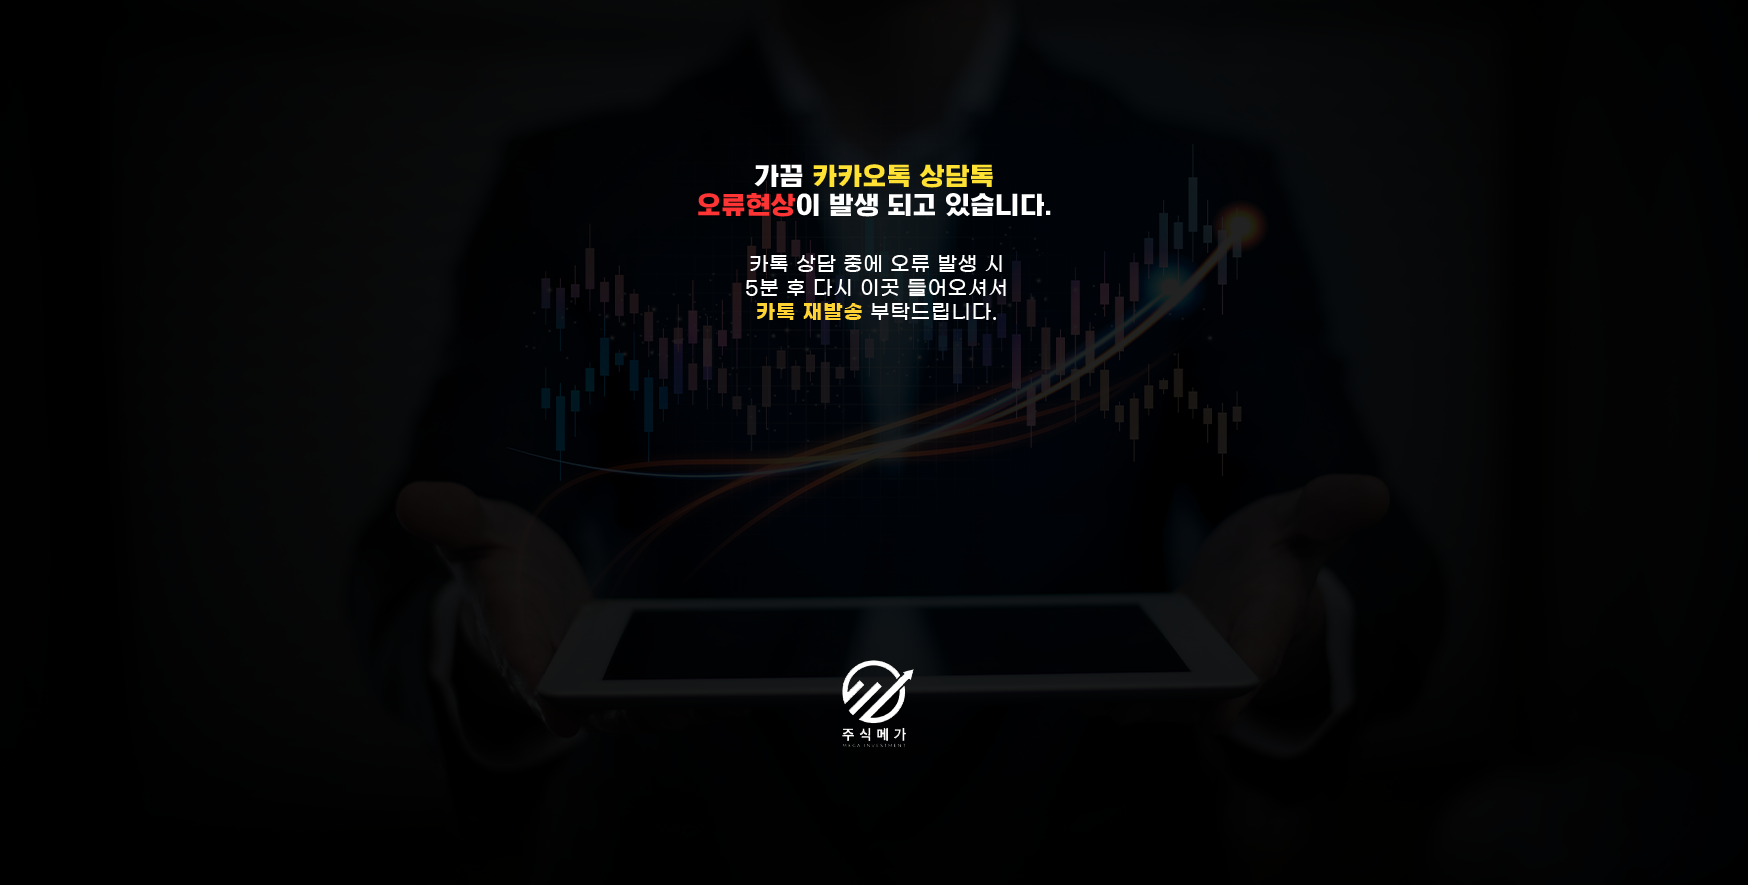 가끔 카카오톡 상담톡
오류현상이 발생 되고 있습니다.
카톡 상담 중에 오류 발생 시
5분 후 다시 이곳 들어오셔서
카톡 재발송 부탁드립니다.
주식메가
MEGA INVESTMENT